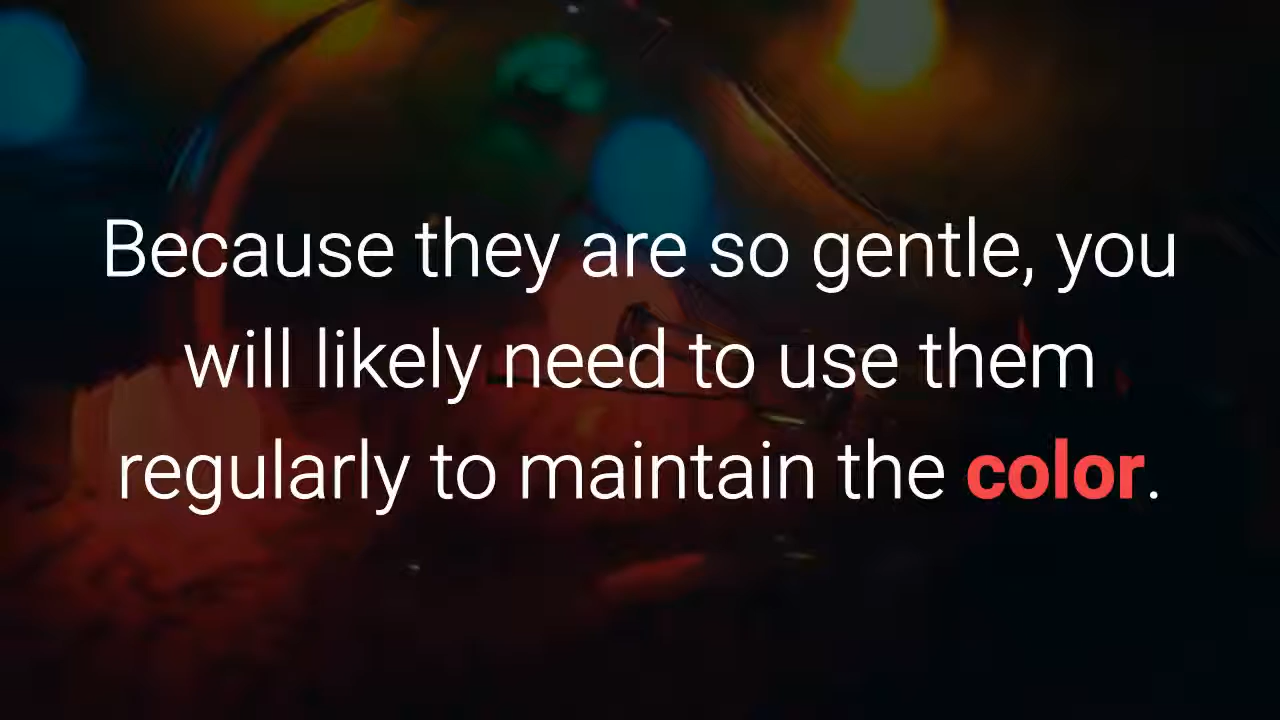 Because they are so gentle, you
will likely need to use them
regularly to maintain the color.